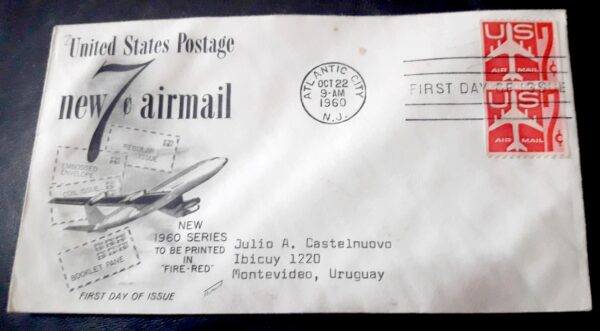 United States Postage
new 7¢ airmail
REGULAR ISSUE
EMBOSSED ENVELOPE
COIL ISSUE
BOOKLET PANE
NEW
1960 SERIES
TO BE PRINTED
IN
"FIRE-RED"
FIRST DAY OF ISSUE
ATLANTIC CITY
OCT 22
9-AM
1960
N.J.
FIRST DAY OF ISSUE
US 7¢
AIR MAIL
US 7¢
AIR MAIL
Julio A. Castelnuovo
Ibicuy 1220
Montevideo, Uruguay